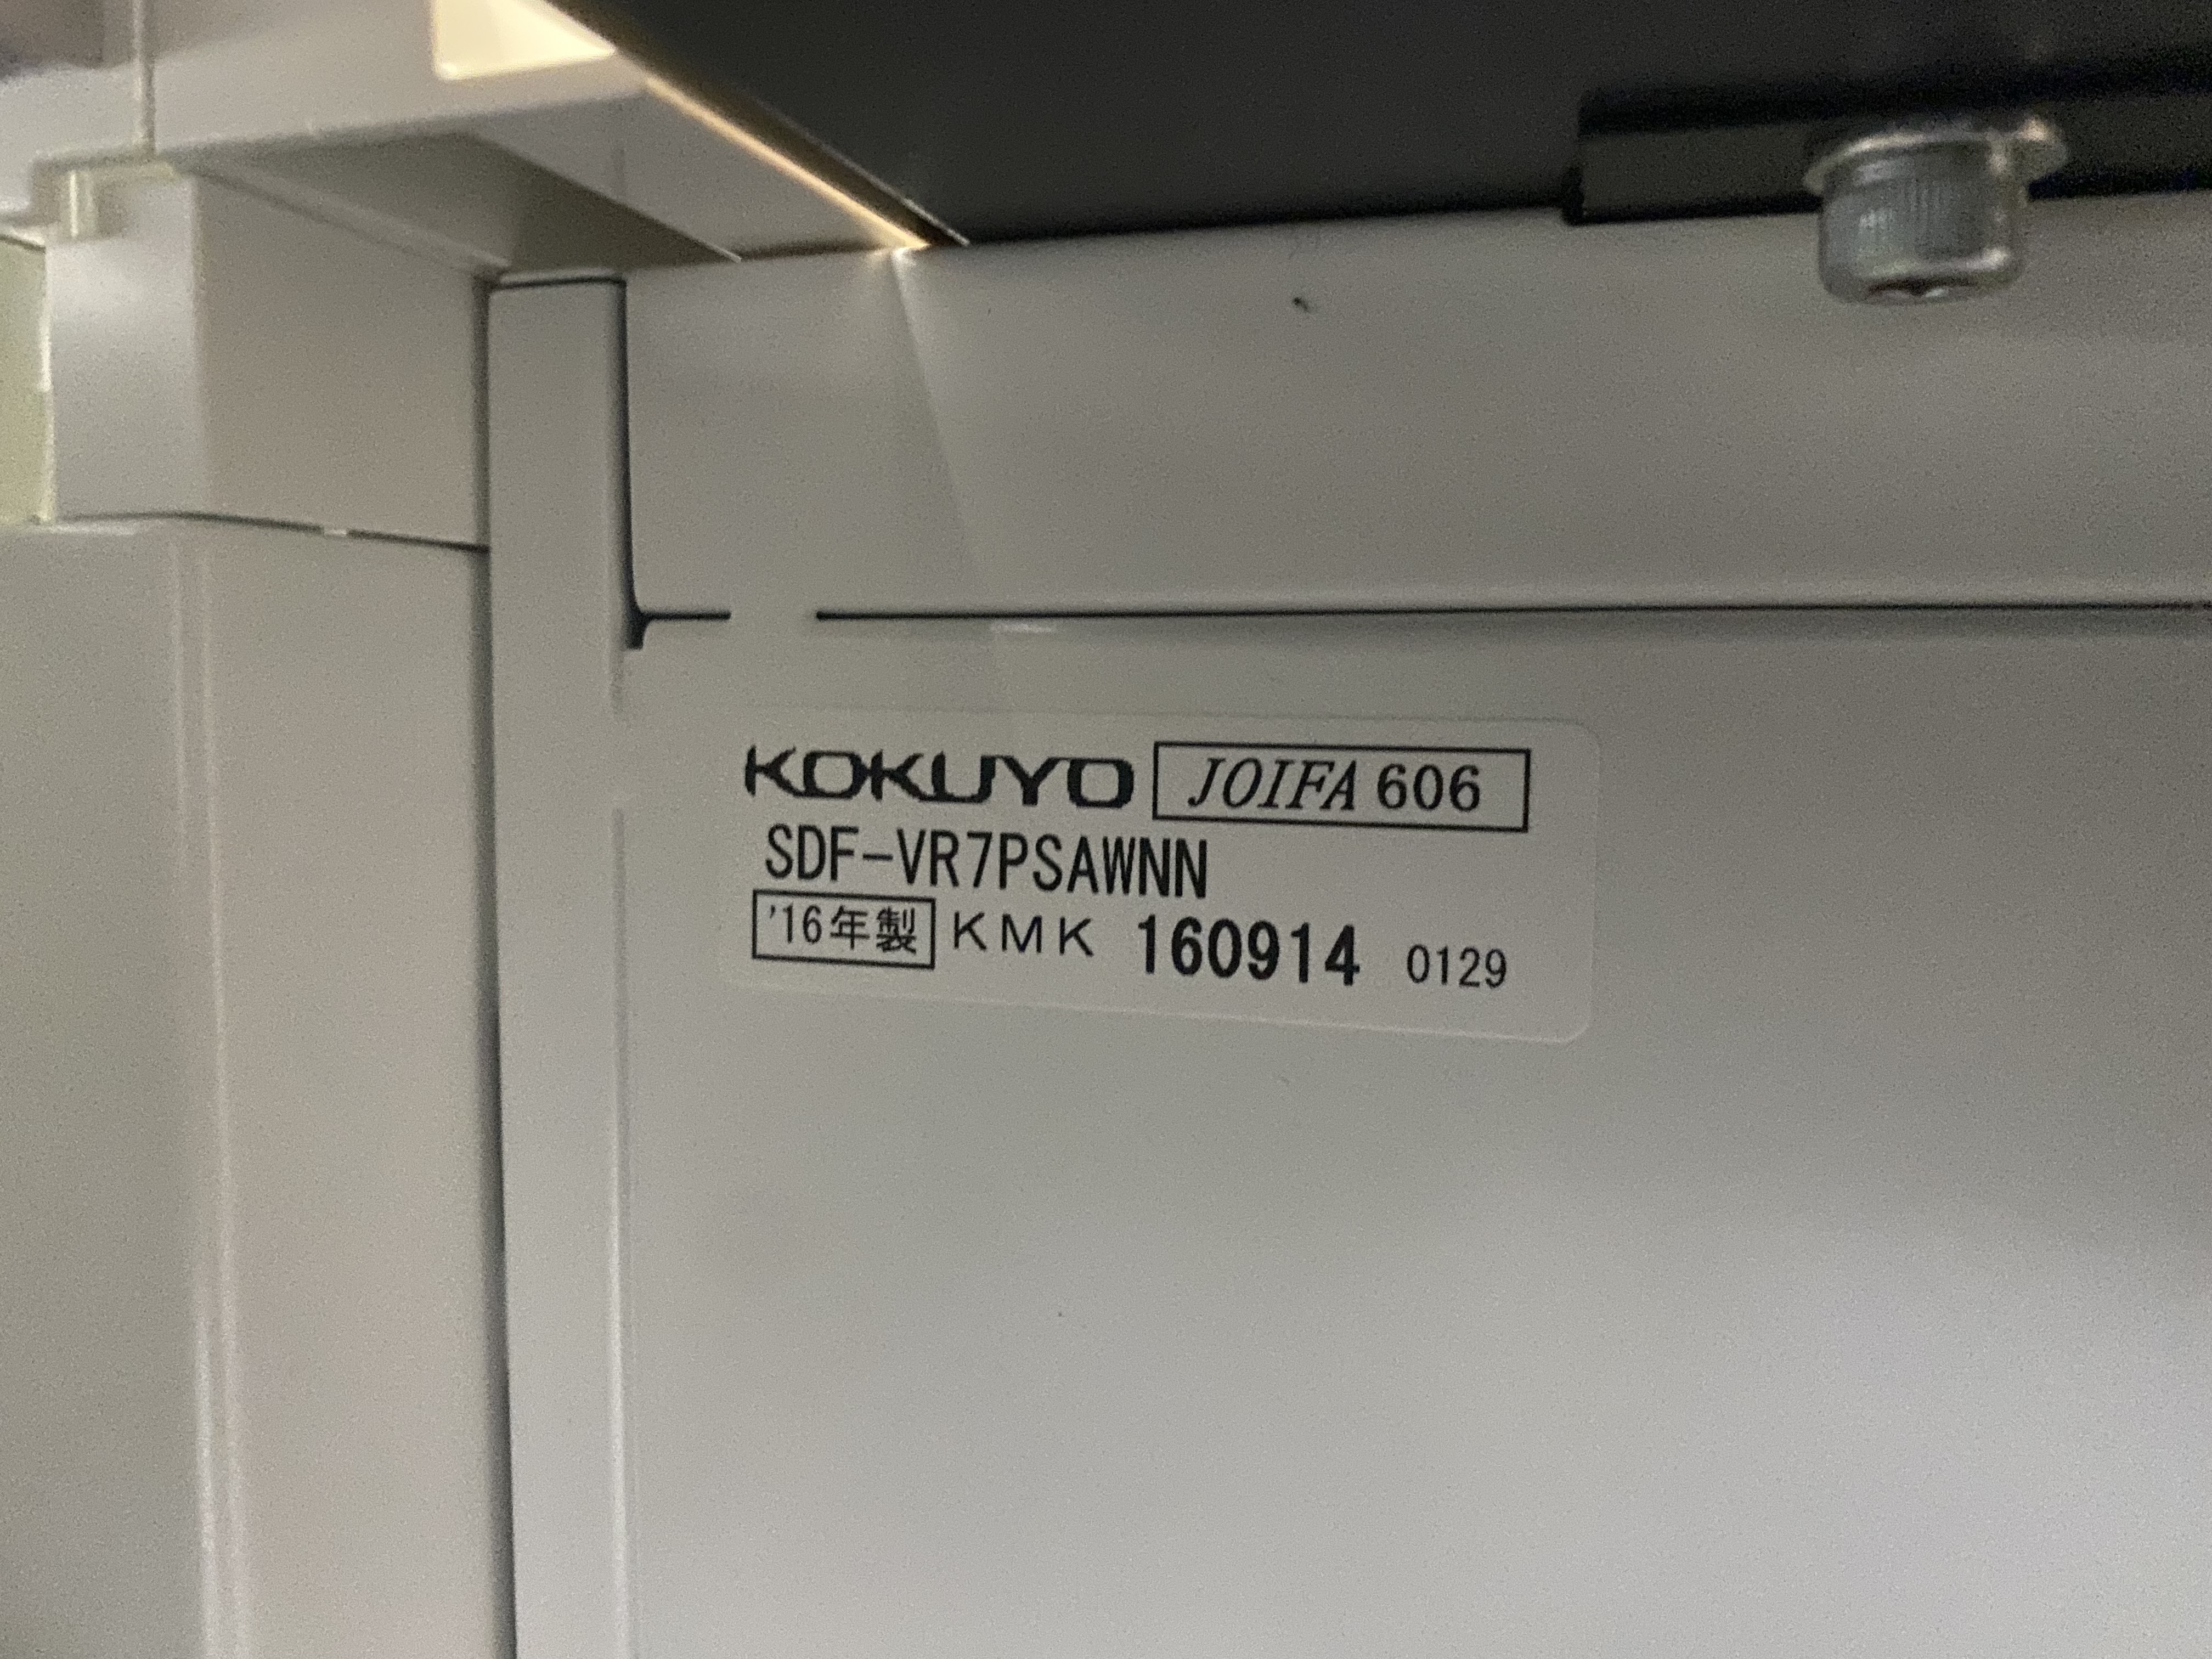 KOKUYO JOIFA 606
SDF-VR7PSAWNN
'16年製 KMK 160914 0129